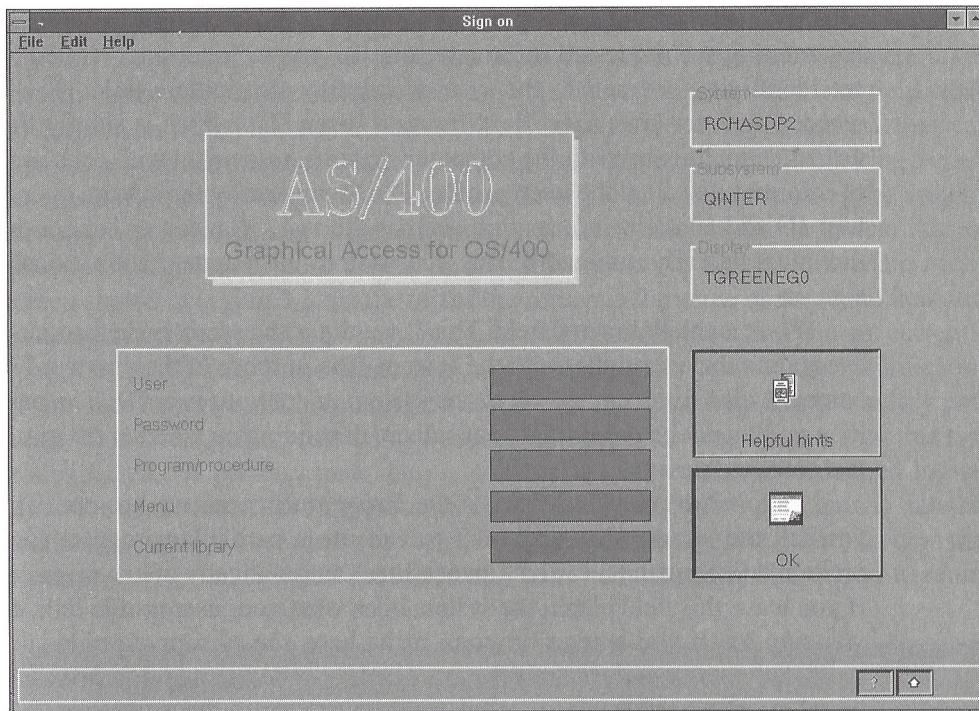 Sign on
File Edit Help
AS/400
Graphical Access for OS/400
System
RCHASDP2
Subsystem
QINTER
Display
TGREENEG0
User
Password
Program/procedure
Menu
Current library
Helpful hints
OK
?